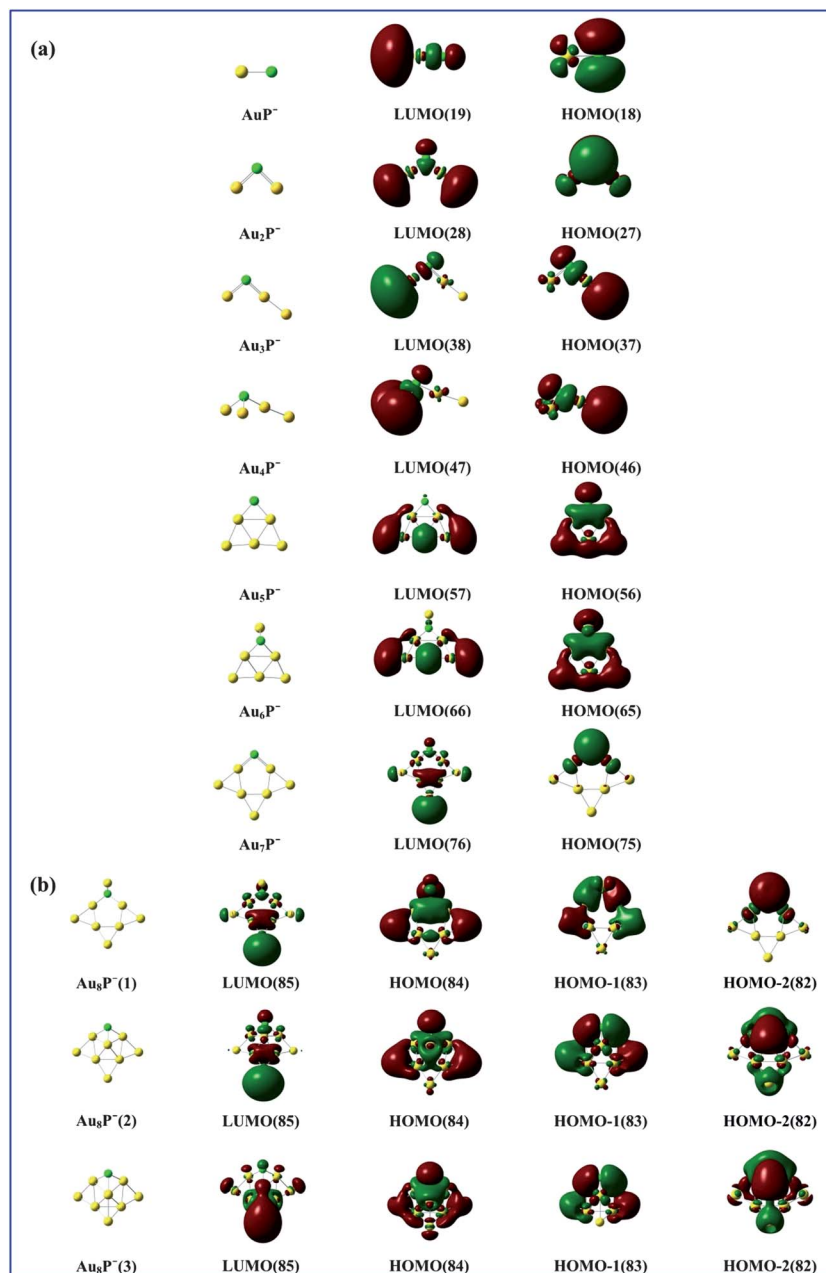 (a)
AuP⁻ LUMO(19) HOMO(18)
Au₂P⁻ LUMO(28) HOMO(27)
Au₃P⁻ LUMO(38) HOMO(37)
Au₄P⁻ LUMO(47) HOMO(46)
Au₅P⁻ LUMO(57) HOMO(56)
Au₆P⁻ LUMO(66) HOMO(65)
Au₇P⁻ LUMO(76) HOMO(75)
(b)
Au₈P⁻(1) LUMO(85) HOMO(84) HOMO-1(83) HOMO-2(82)
Au₈P⁻(2) LUMO(85) HOMO(84) HOMO-1(83) HOMO-2(82)
Au₈P⁻(3) LUMO(85) HOMO(84) HOMO-1(83) HOMO-2(82)